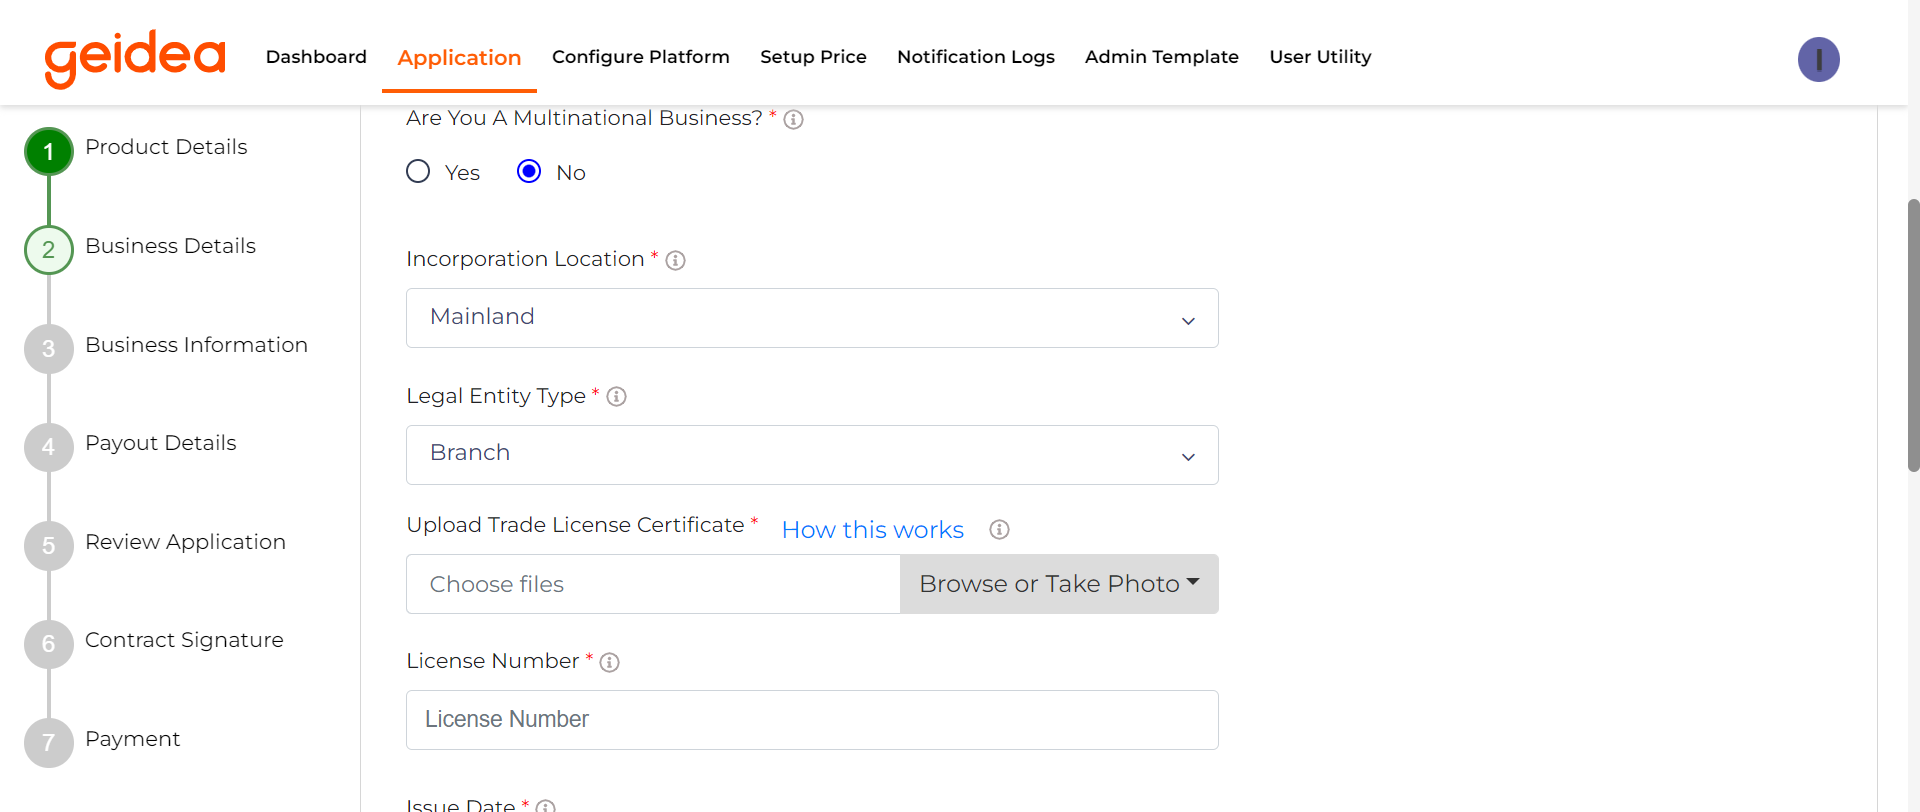 geidea
Dashboard Application Configure Platform Setup Price Notification Logs Admin Template User Utility I
1 Product Details
2 Business Details
3 Business Information
4 Payout Details
5 Review Application
6 Contract Signature
7 Payment
Are You A Multinational Business? *
Yes No
Incorporation Location *
Mainland
Legal Entity Type *
Branch
Upload Trade License Certificate * How this works
Choose files Browse or Take Photo
License Number *
License Number
Issue Date *